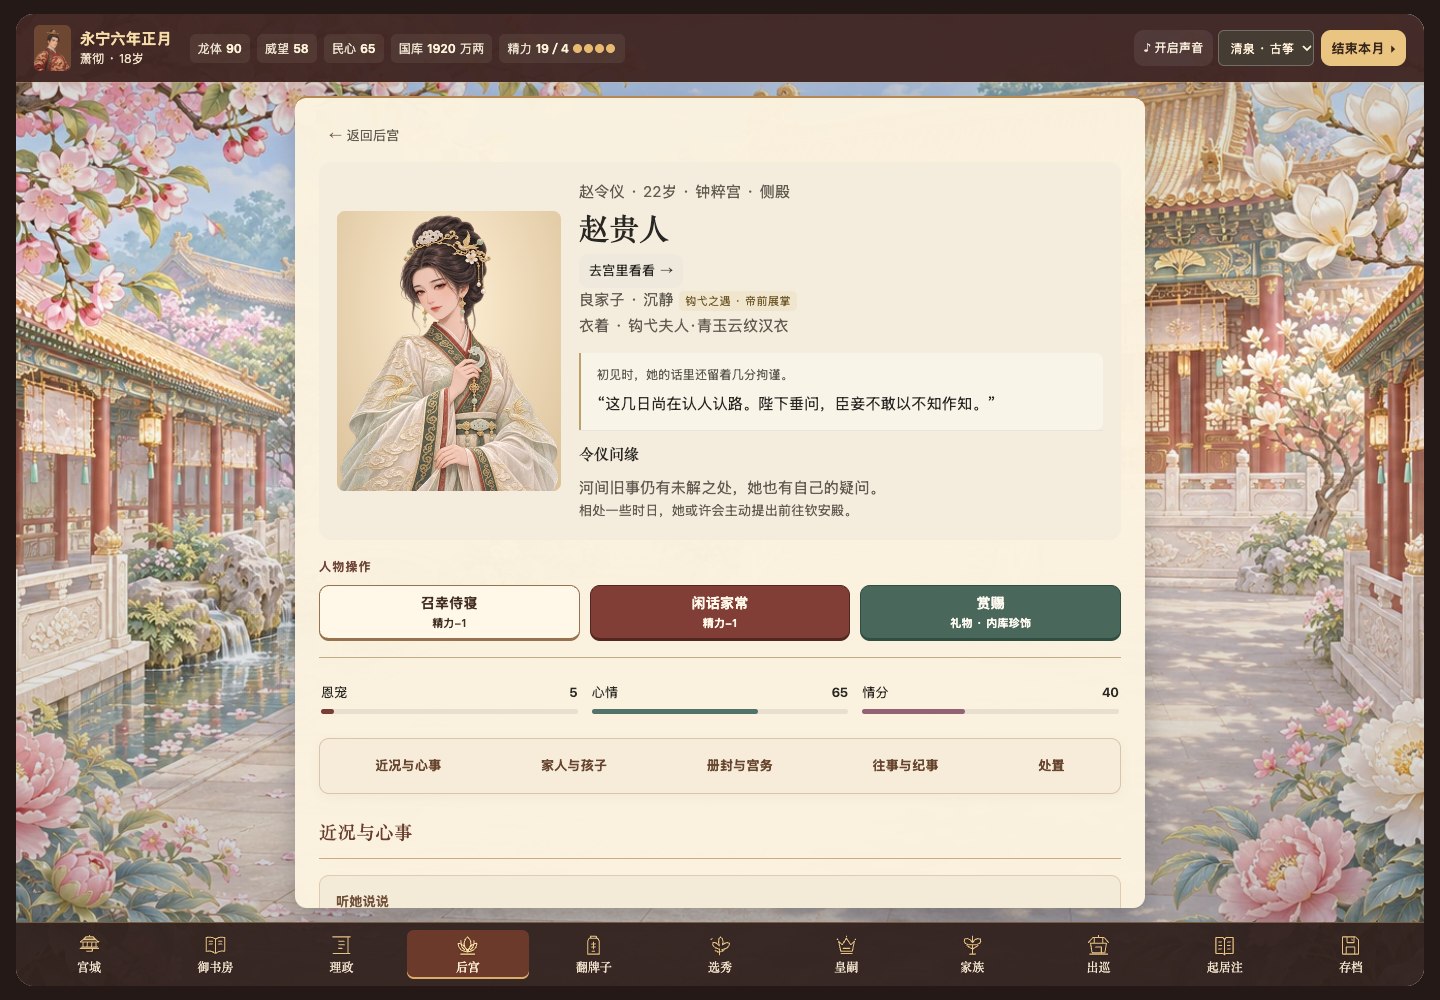 永宁六年正月
萧彻 · 18岁
龙体 90
威望 58
民心 65
国库 1920 万两
精力 19 / 4
♪ 开启声音
清泉 · 古筝
结束本月 ▸
← 返回后宫
赵令仪 · 22岁 · 钟粹宫 · 侧殿
赵贵人
去宫里看看 →
良家子 · 沉静 钩弋之遇 · 帝前展掌
衣着 · 钩弋夫人·青玉云纹汉衣
初见时，她的话里还留着几分拘谨。
“这几日尚在认人认路。陛下垂问，臣妾不敢以不知作知。”
令仪问缘
河间旧事仍有未解之处，她也有自己的疑问。
相处一些时日，她或许会主动提出前往钦安殿。
人物操作
召幸侍寝
精力−1
闲话家常
精力−1
赏赐
礼物 · 内库珍饰
恩宠 5
心情 65
情分 40
近况与心事
家人与孩子
册封与宫务
往事与纪事
处置
近况与心事
听她说说
宫城
御书房
理政
后宫
翻牌子
选秀
皇嗣
家族
出巡
起居注
存档